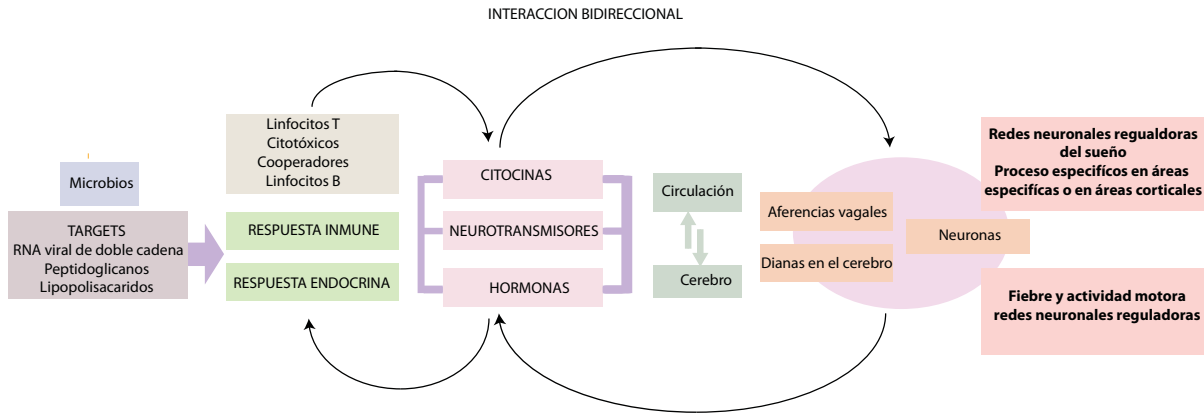 INTERACCION BIDIRECCIONAL
Microbios
TARGETS
RNA viral de doble cadena
Peptidoglicanos
Lipopolisacaridos
Linfocitos T
Citotóxicos
Cooperadores
Linfocitos B
RESPUESTA INMUNE
RESPUESTA ENDOCRINA
CITOCINAS
NEUROTRANSMISORES
HORMONAS
Circulación
Cerebro
Aferencias vagales
Dianas en el cerebro
Neuronas
Redes neuronales regualdoras
del sueño
Proceso especifícos en áreas
especifícas o en áreas corticales
Fiebre y actividad motora
redes neuronales reguladoras